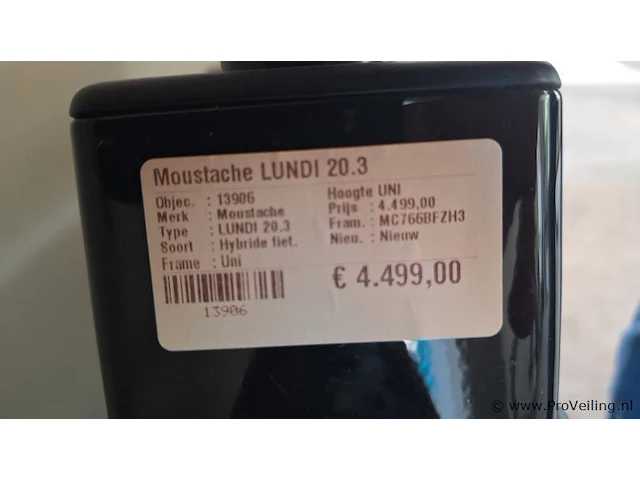 Moustache LUNDI 20.3
Objec. : 13906
Merk : Moustache
Type : LUNDI 20.3
Soort : Hybride fiet.
Frame : Uni
Hoogte UNI
Prijs : 4.499,00
Fram. : MC766BFZH3
Nieu. : Nieuw
€ 4.499,00
13906
© www.ProVeiling.nl